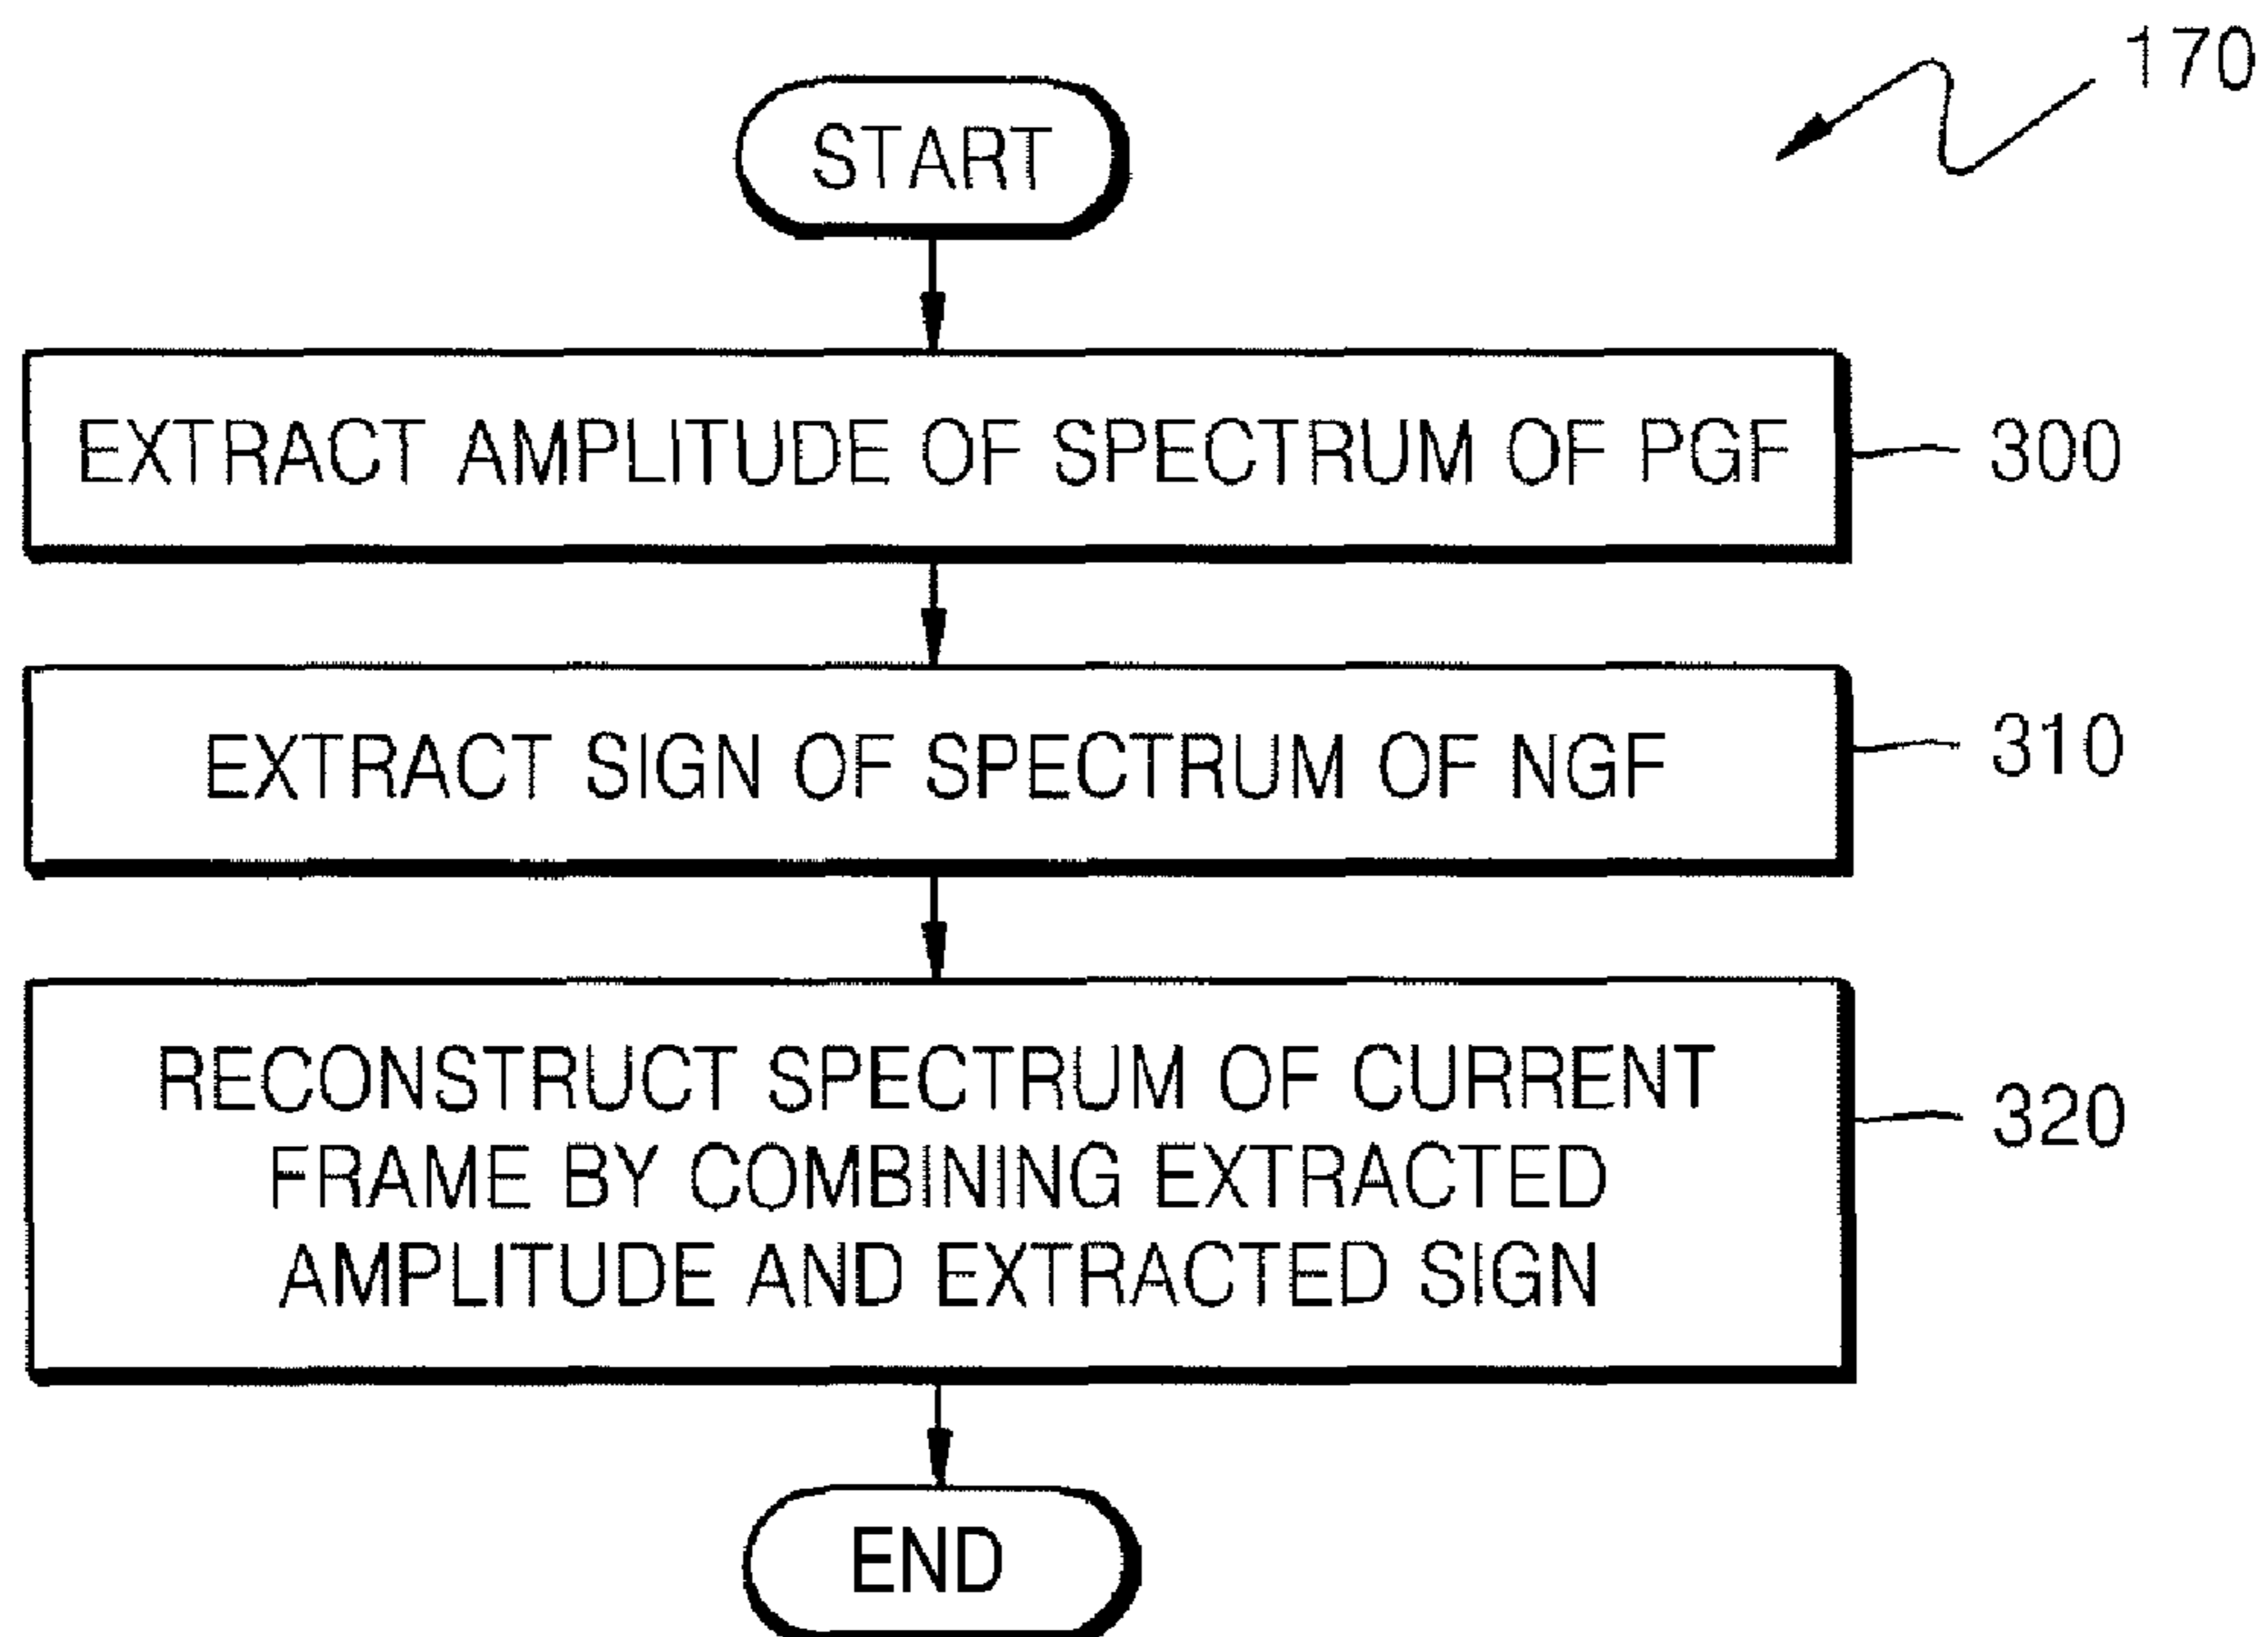 170
START
EXTRACT AMPLITUDE OF SPECTRUM OF PGF
300
EXTRACT SIGN OF SPECTRUM OF NGF
310
RECONSTRUCT SPECTRUM OF CURRENT
FRAME BY COMBINING EXTRACTED
AMPLITUDE AND EXTRACTED SIGN
320
END